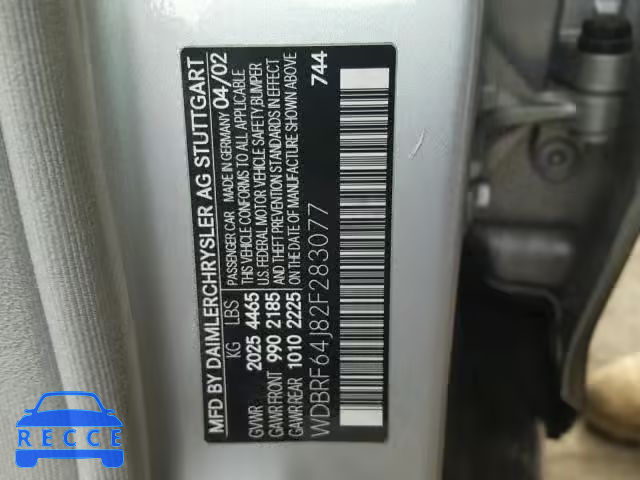 MFD BY DAIMLERCHRYSLER AG STUTTGART
PASSENGER CAR MADE IN GERMANY 04/02
KG LBS THIS VEHICLE CONFORMS TO ALL APPLICABLE
U.S. FEDERAL MOTOR VEHICLE SAFETY/BUMPER
GVWR 2025 4465 & THEFT PREVENTION STANDARDS IN EFFECT
GAWR FRONT 990 2185 ON THE DATE OF MANUFACTURE SHOWN ABOVE
GAWR REAR 1010 2225
WDBRF64J82F283077 744
RECCE